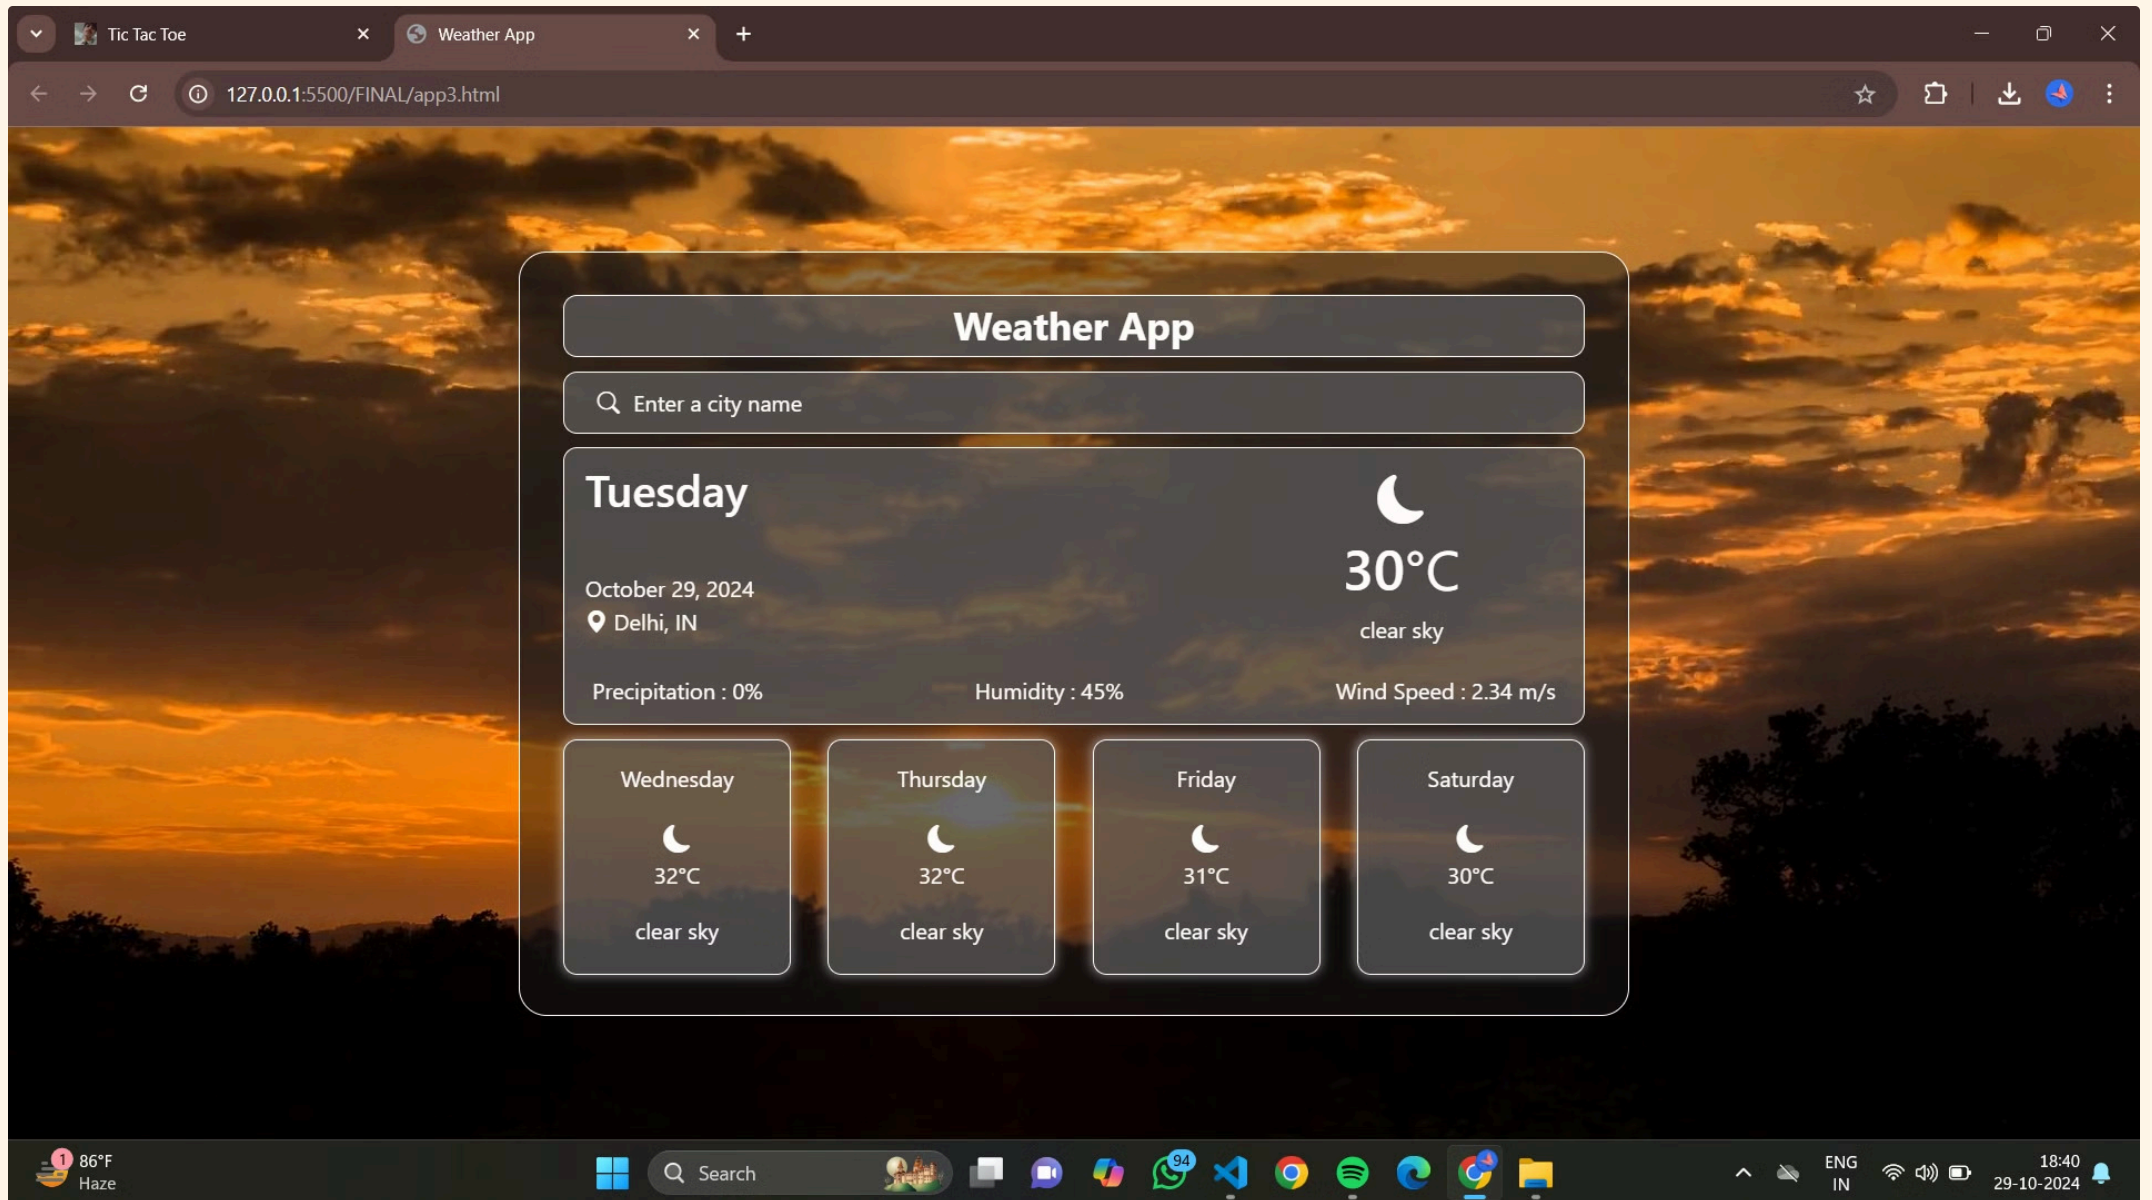 Tic Tac Toe
Weather App
127.0.0.1:5500/FINAL/app3.html
Weather App
Enter a city name
Tuesday
30°C
October 29, 2024
Delhi, IN
clear sky
Precipitation : 0%
Humidity : 45%
Wind Speed : 2.34 m/s
Wednesday
32°C
clear sky
Thursday
32°C
clear sky
Friday
31°C
clear sky
Saturday
30°C
clear sky
1
86°F
Haze
Search
94
ENG
IN
18:40
29-10-2024